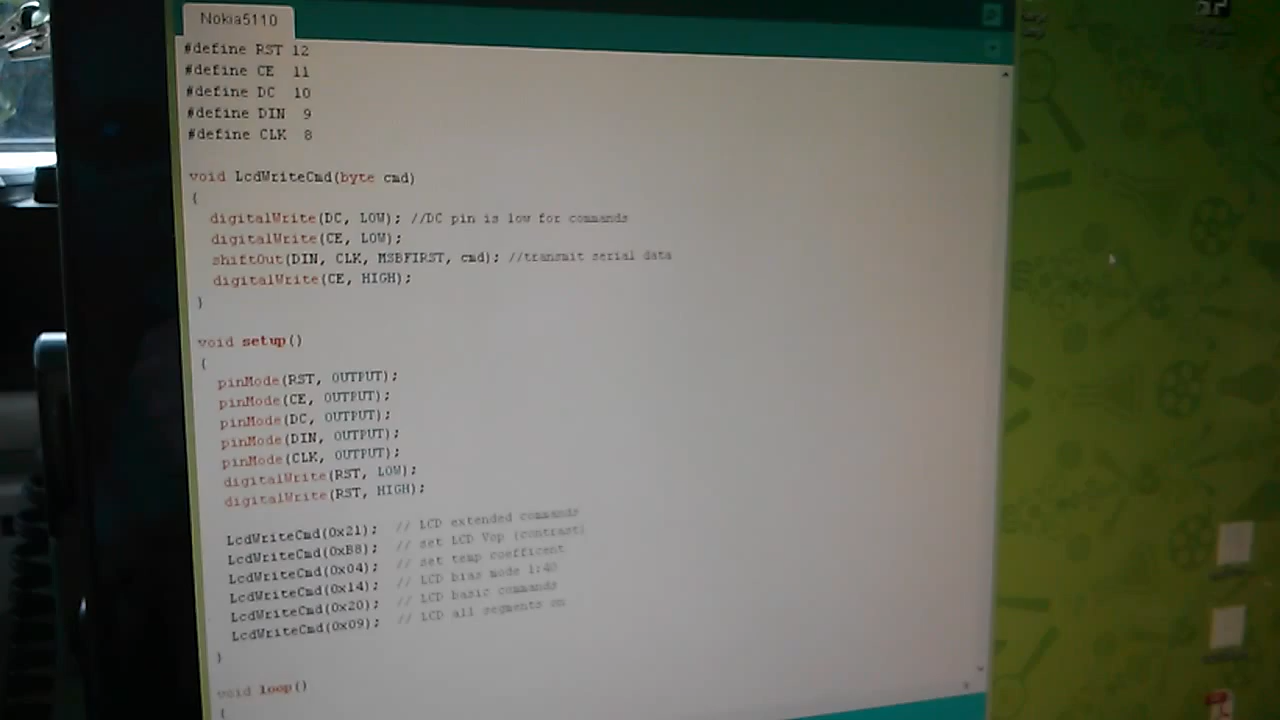 Nokia5110
#define RST 12
#define CE  11
#define DC  10
#define DIN  9
#define CLK  8
void LcdWriteCmd(byte cmd)
{
  digitalWrite(DC, LOW); //DC pin is low for commands
  digitalWrite(CE, LOW);
  shiftOut(DIN, CLK, MSBFIRST, cmd); //transmit serial data
  digitalWrite(CE, HIGH);
}
void setup()
{
  pinMode(RST, OUTPUT);
  pinMode(CE, OUTPUT);
  pinMode(DC, OUTPUT);
  pinMode(DIN, OUTPUT);
  pinMode(CLK, OUTPUT);
  digitalWrite(RST, LOW);
  digitalWrite(RST, HIGH);
  LcdWriteCmd(0x21);  // LCD extended commands
  LcdWriteCmd(0xB8);  // set LCD Vop (contrast)
  LcdWriteCmd(0x04);  // set temp coefficent
  LcdWriteCmd(0x14);  // LCD bias mode 1:40
  LcdWriteCmd(0x20);  // LCD basic commands
  LcdWriteCmd(0x09);  // LCD all segments on
}
void loop()
{